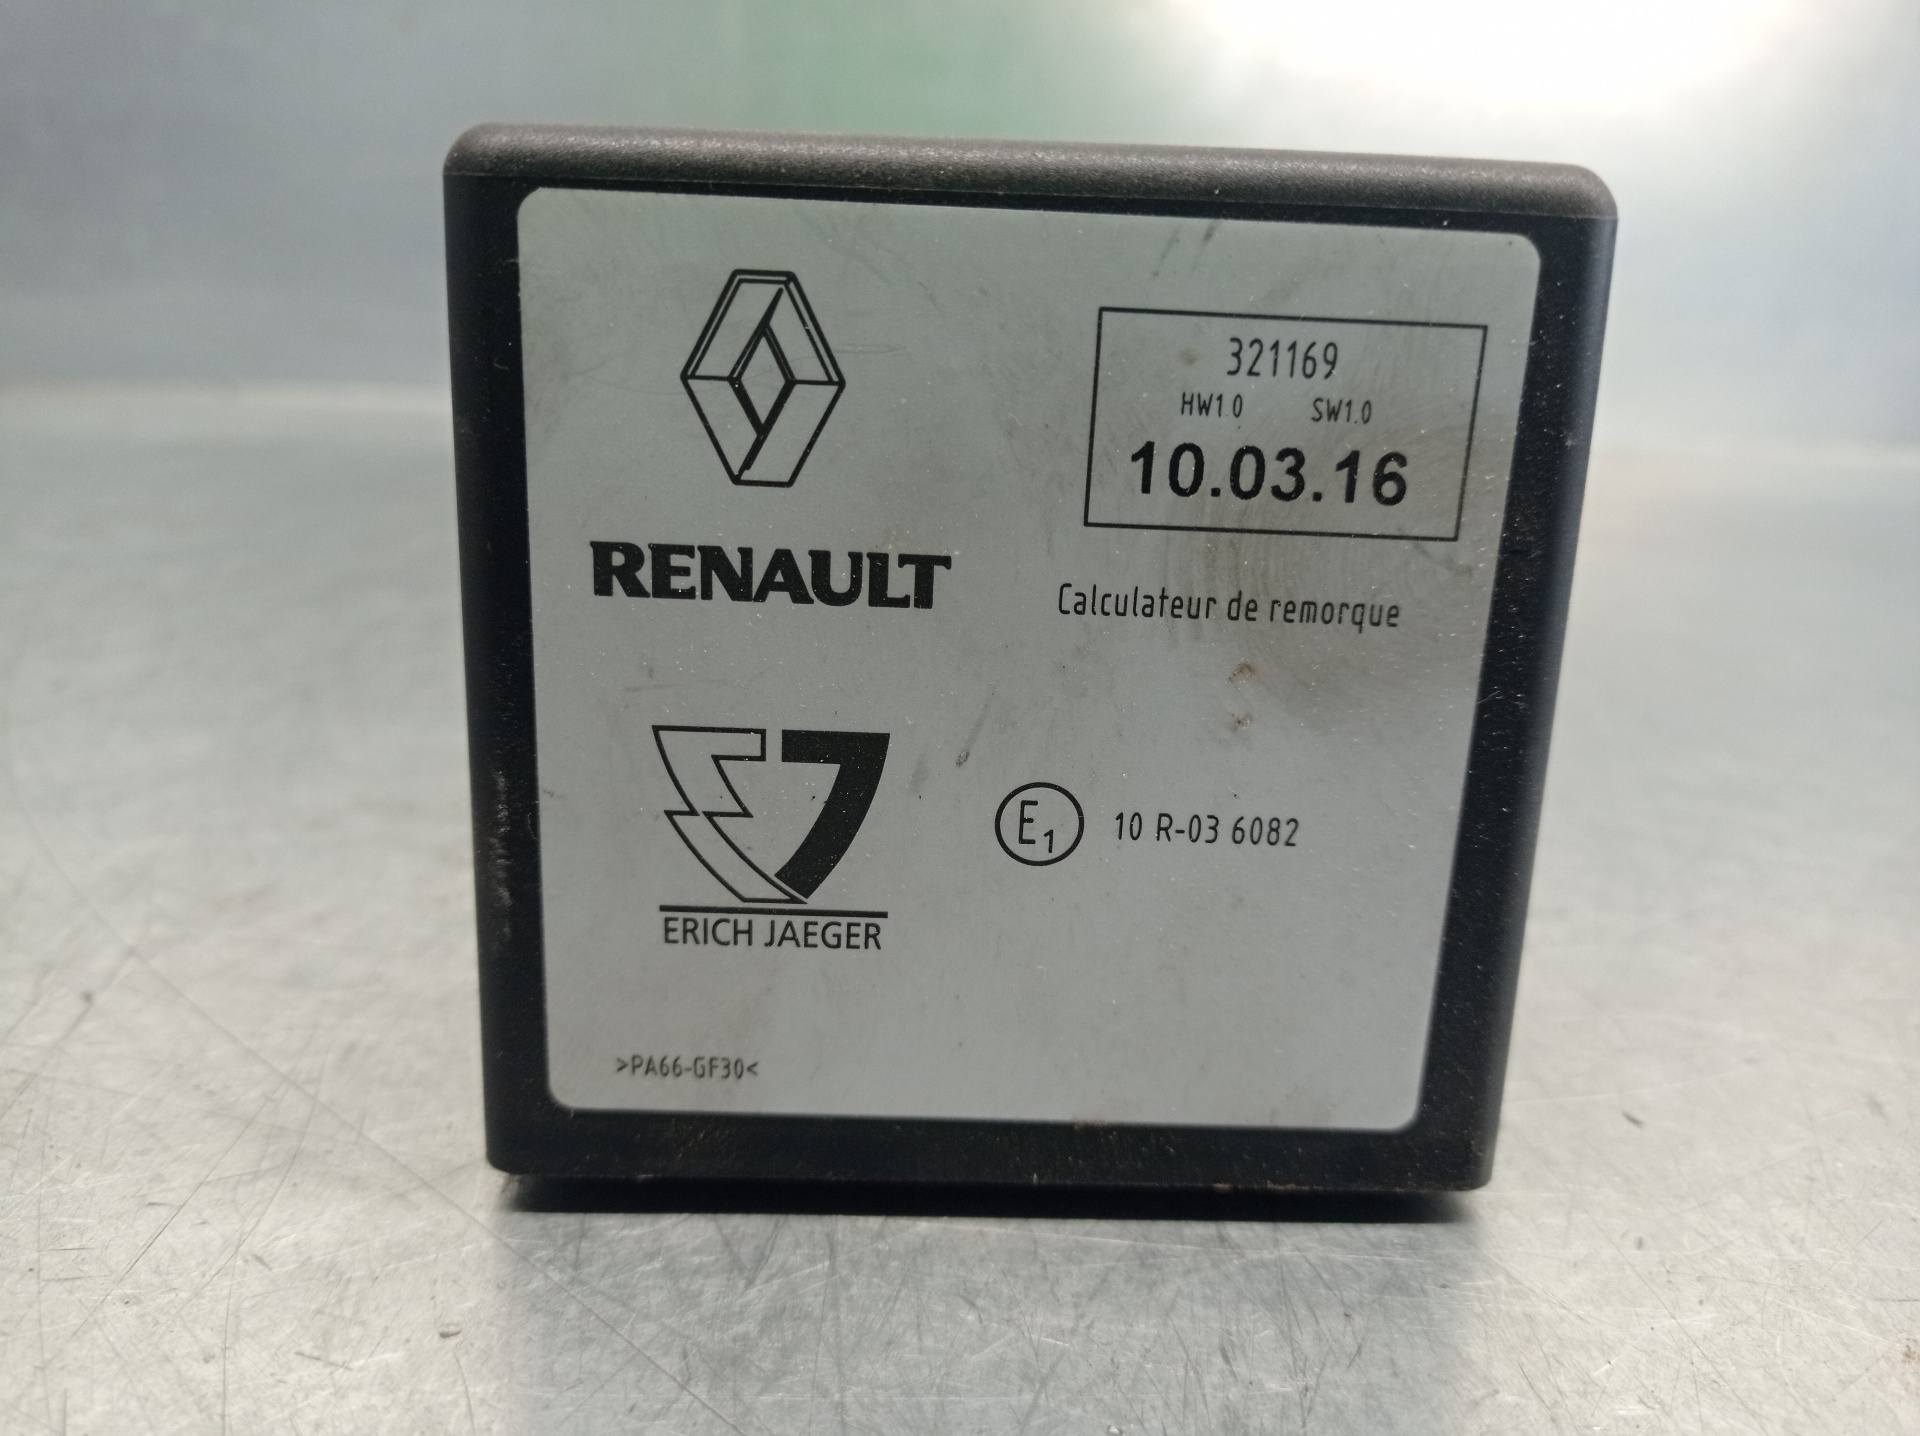 321169
HW1.0 SW1.0
10.03.16
RENAULT
Calculateur de remorque
E1 10 R-03 6082
ERICH JAEGER
>PA66-GF30<